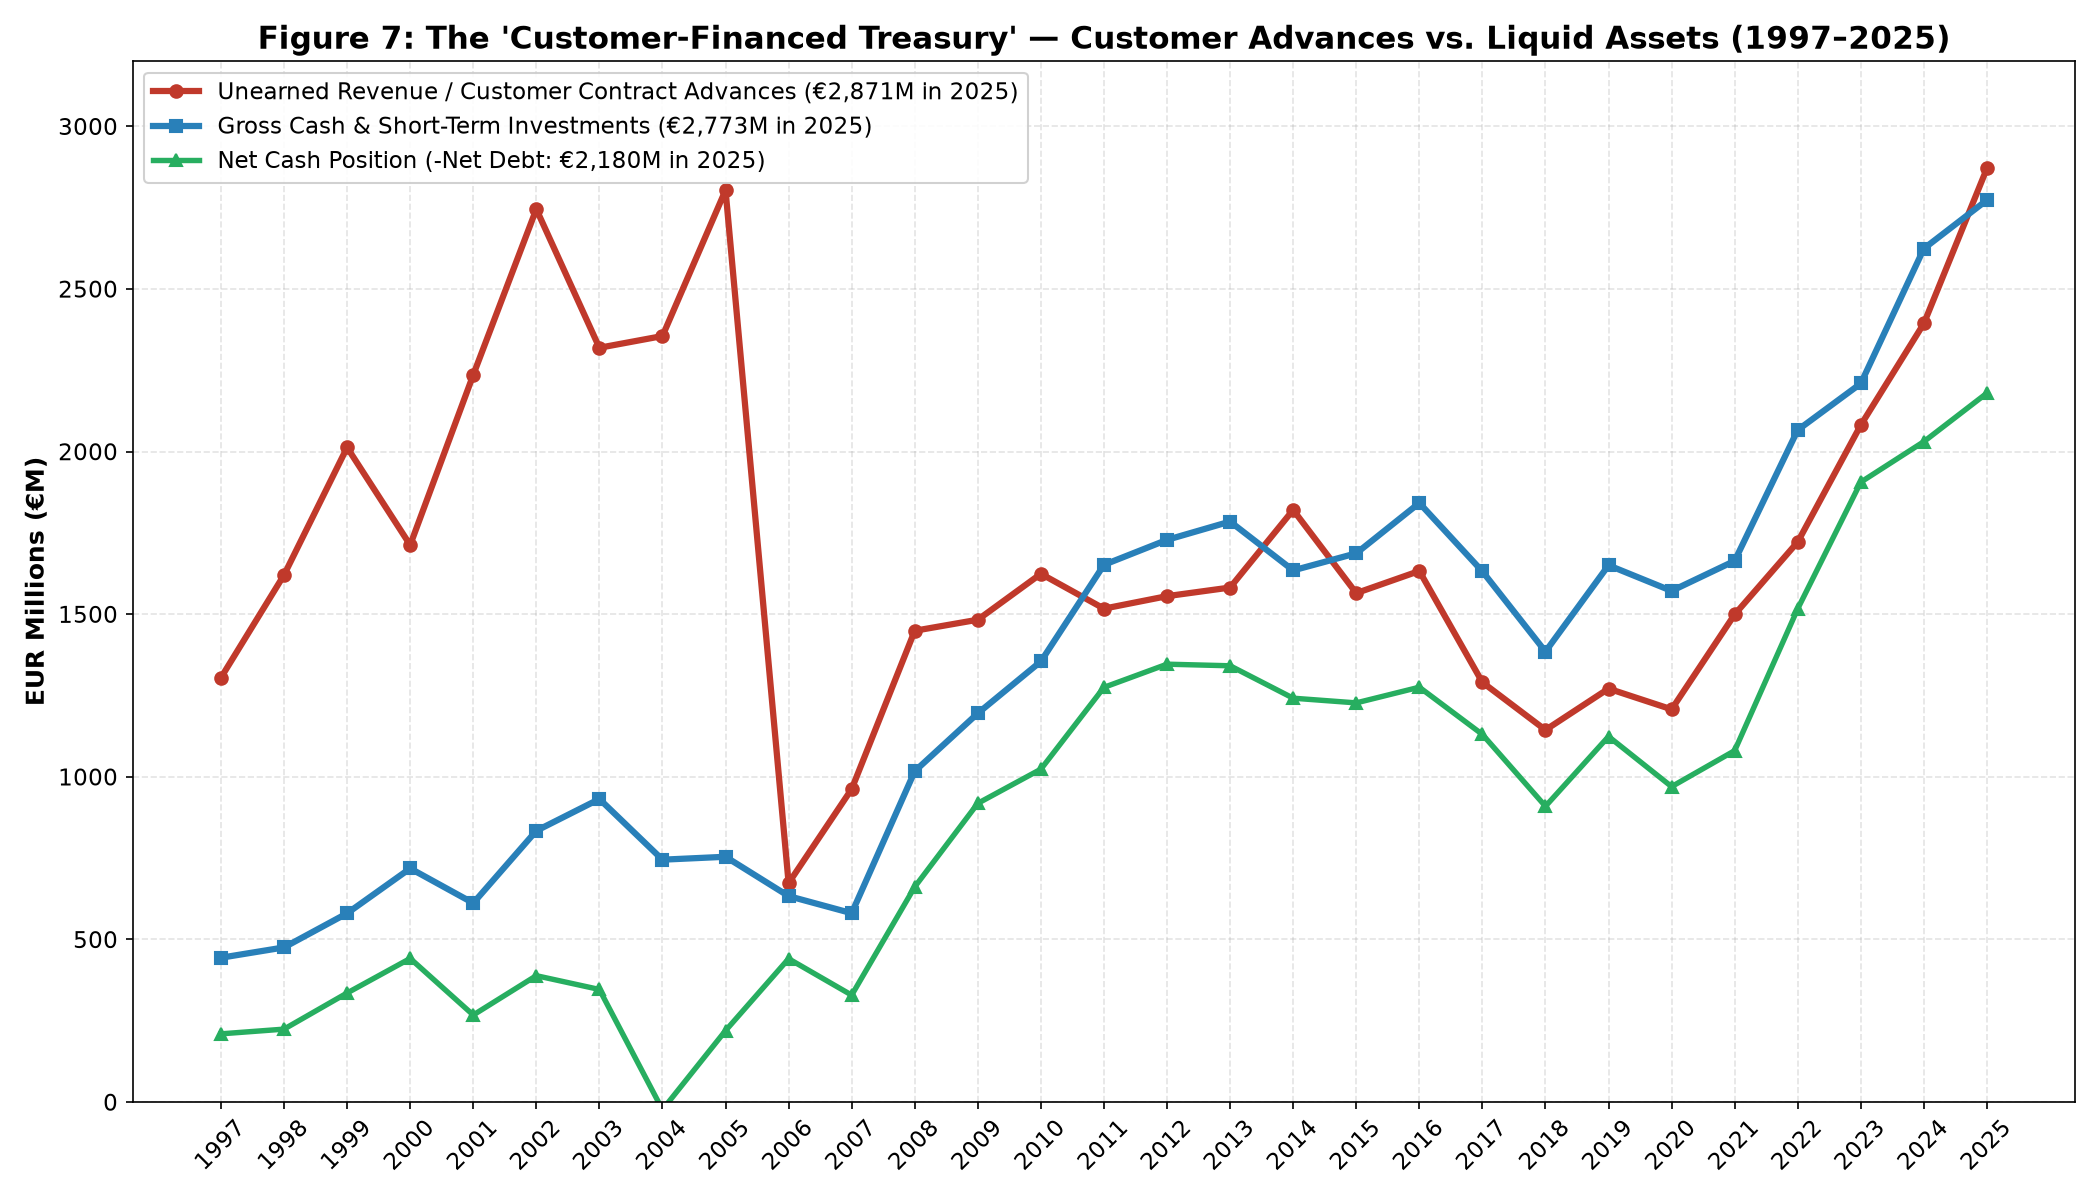 Figure 7: The 'Customer-Financed Treasury' — Customer Advances vs. Liquid Assets (1997–2025)
Unearned Revenue / Customer Contract Advances (€2,871M in 2025)
Gross Cash & Short-Term Investments (€2,773M in 2025)
Net Cash Position (-Net Debt: €2,180M in 2025)
EUR Millions (€M)
3000
2500
2000
1500
1000
500
0
1997 1998 1999 2000 2001 2002 2003 2004 2005 2006 2007 2008 2009 2010 2011 2012 2013 2014 2015 2016 2017 2018 2019 2020 2021 2022 2023 2024 2025